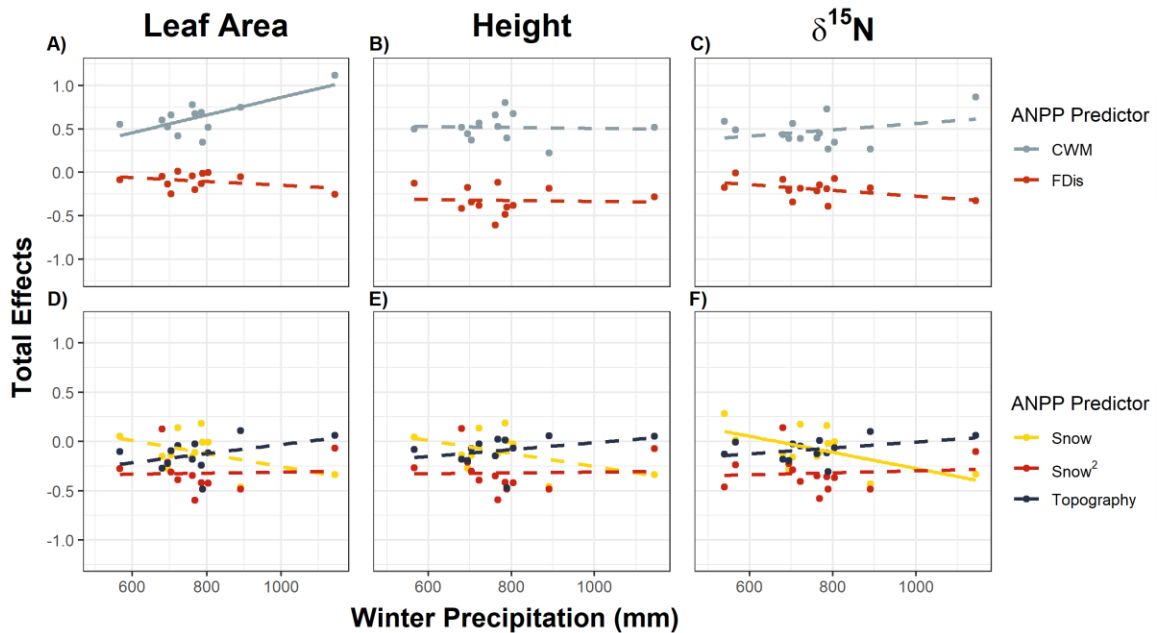 Leaf Area
Height
δ¹⁵N
A)
B)
C)
1.0
0.5
0.0
-0.5
-1.0
ANPP Predictor
CWM
FDis
Total Effects
D)
E)
F)
1.0
0.5
0.0
-0.5
-1.0
ANPP Predictor
Snow
Snow²
Topography
600
800
1000
600
800
1000
600
800
1000
Winter Precipitation (mm)